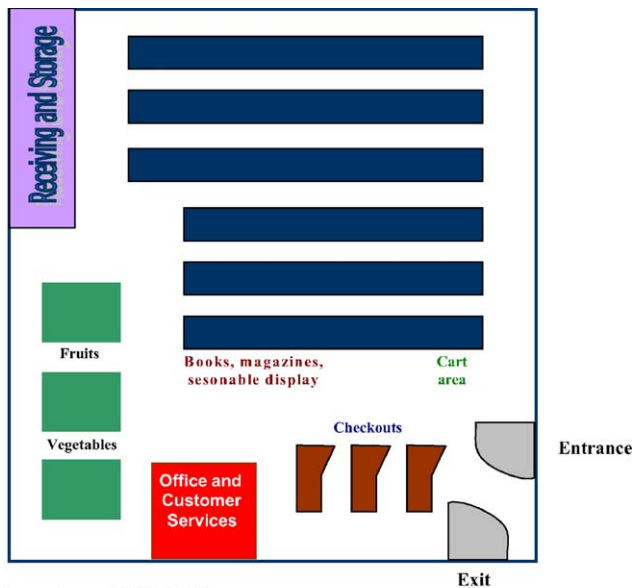 Receiving and Storage
Fruits
Books, magazines,
sesonable display
Cart
area
Vegetables
Checkouts
Entrance
Office and
Customer
Services
Exit